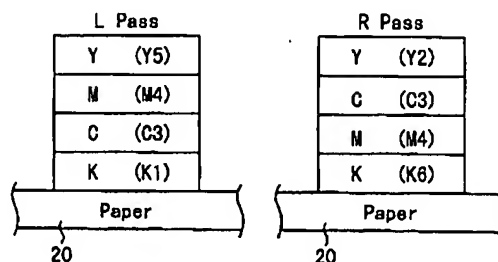 L Pass R Pass
Y (Y5) Y (Y2)
M (M4) C (C3)
C (C3) M (M4)
K (K1) K (K6)
Paper Paper
20 20